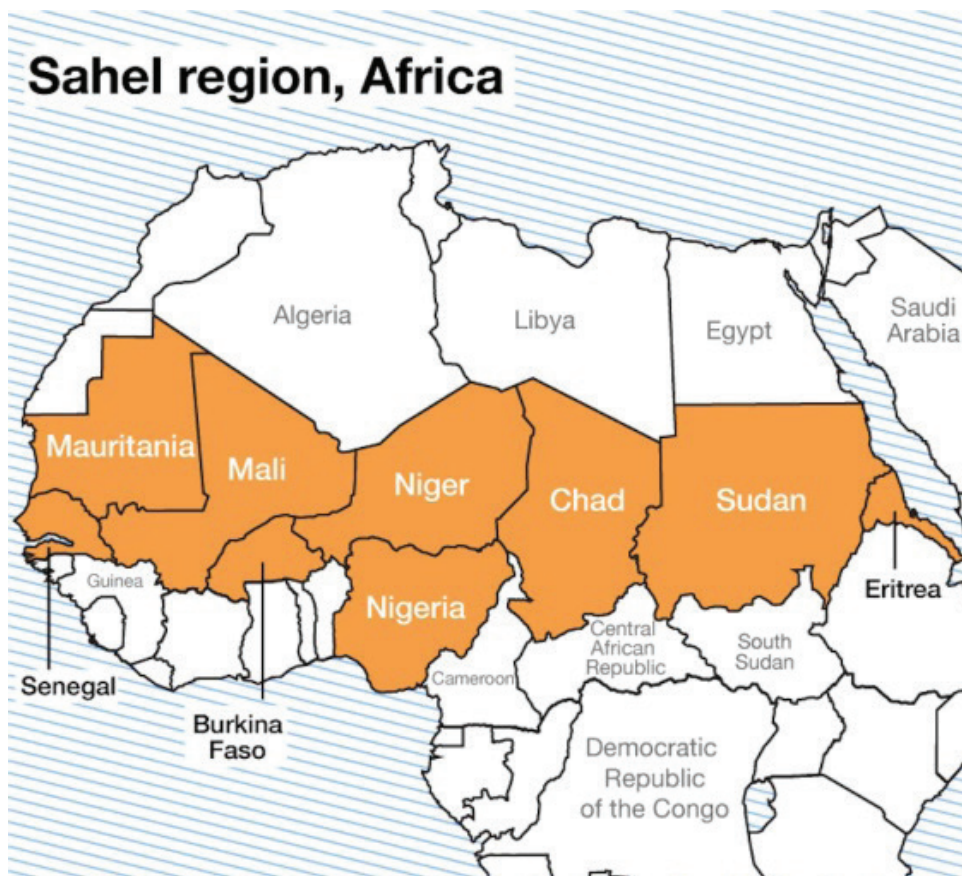 Sahel region, Africa
Algeria
Libya
Egypt
Saudi
Arabia
Mauritania
Mali
Niger
Chad
Sudan
Eritrea
Guinea
Nigeria
Central
African
Republic
South
Sudan
Cameroon
Senegal
Burkina
Faso
Democratic
Republic
of the Congo